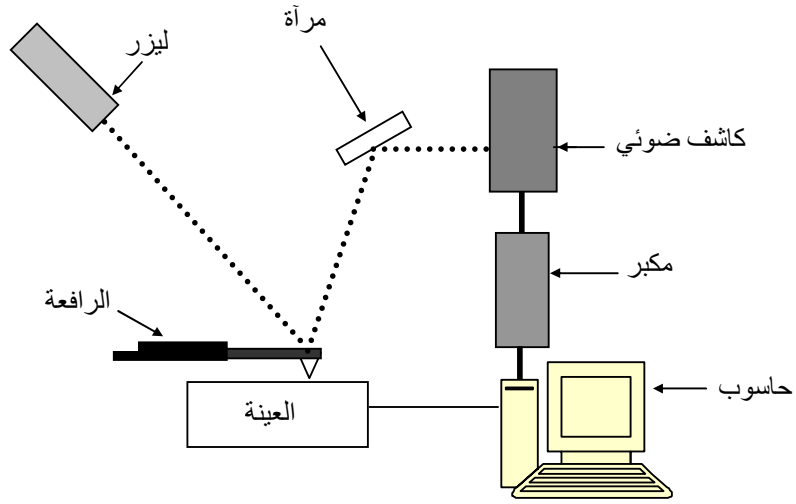 مرآة
ليزر
كاشف ضوئي
مكبر
الرافعة
حاسوب
العينة